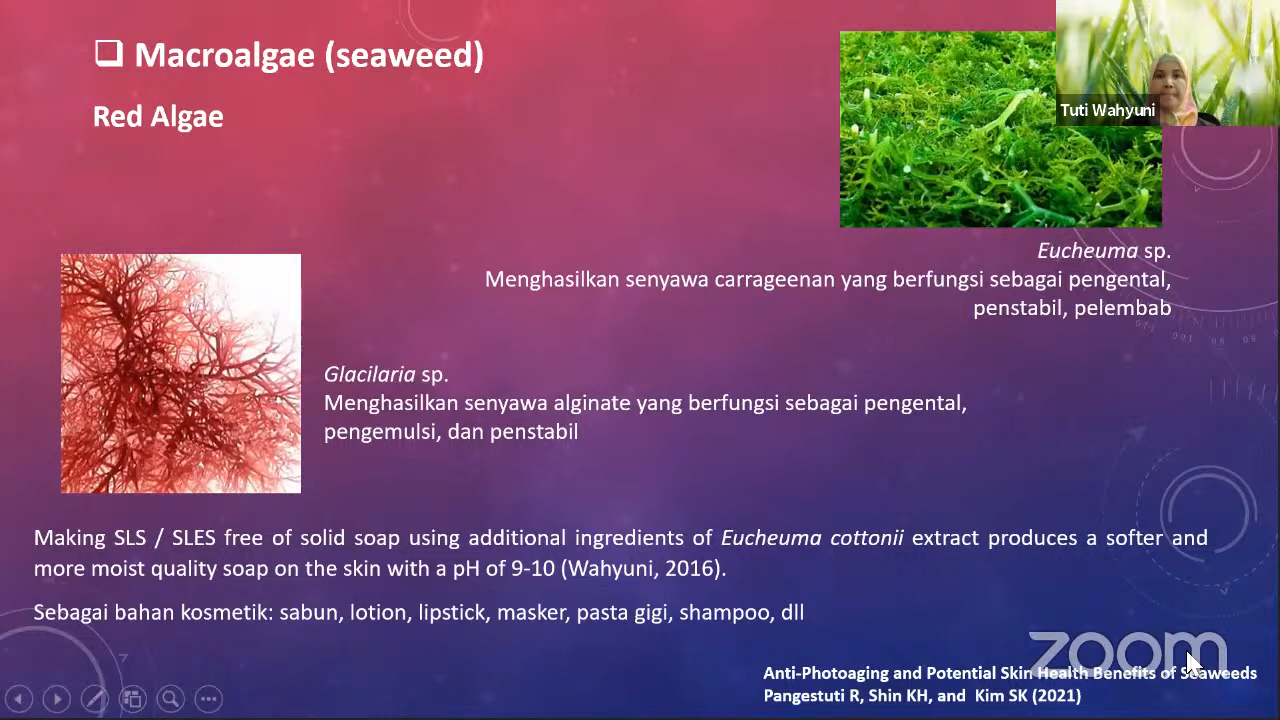 ❑ Macroalgae (seaweed)
Red Algae
Tuti Wahyuni
Eucheuma sp.
Menghasilkan senyawa carrageenan yang berfungsi sebagai pengental,
penstabil, pelembab
Glacilaria sp.
Menghasilkan senyawa alginate yang berfungsi sebagai pengental,
pengemulsi, dan penstabil
Making SLS / SLES free of solid soap using additional ingredients of Eucheuma cottonii extract produces a softer and
more moist quality soap on the skin with a pH of 9-10 (Wahyuni, 2016).
Sebagai bahan kosmetik: sabun, lotion, lipstick, masker, pasta gigi, shampoo, dll
zoom
Anti-Photoaging and Potential Skin Health Benefits of Seaweeds
Pangestuti R, Shin KH, and Kim SK (2021)